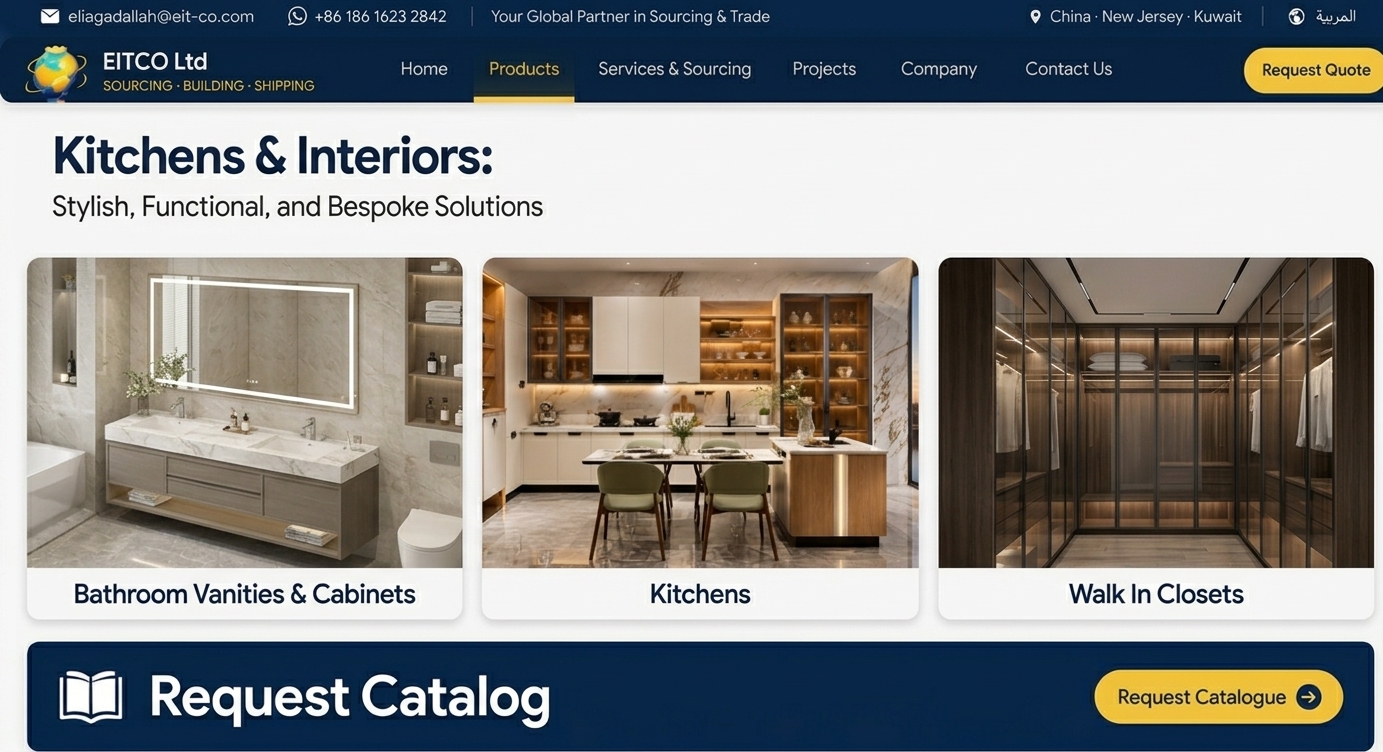 eliagadallah@eit-co.com
+86 186 1623 2842
Your Global Partner in Sourcing & Trade
China · New Jersey · Kuwait
المربية
EITCO Ltd
SOURCING · BUILDING · SHIPPING
Home
Products
Services & Sourcing
Projects
Company
Contact Us
Request Quote
Kitchens & Interiors:
Stylish, Functional, and Bespoke Solutions
Bathroom Vanities & Cabinets
Kitchens
Walk In Closets
Request Catalog
Request Catalogue